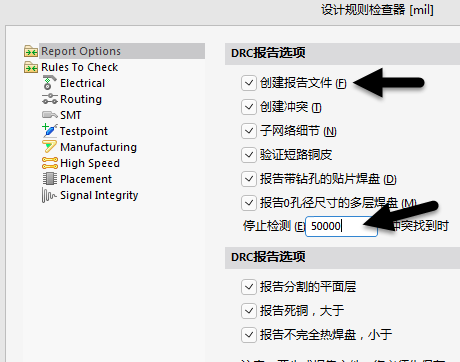 设计规则检查器 [mil]
Report Options
Rules To Check
Electrical
Routing
SMT
Testpoint
Manufacturing
High Speed
Placement
Signal Integrity
DRC报告选项
创建报告文件 (F)
创建冲突 (T)
子网络细节 (N)
验证短路铜皮
报告带钻孔的贴片焊盘 (D)
报告0孔径尺寸的多层焊盘 (M)
停止检测 (E) 50000 冲突找到时
DRC报告选项
报告分割的平面层
报告死铜，大于
报告不完全热焊盘，小于